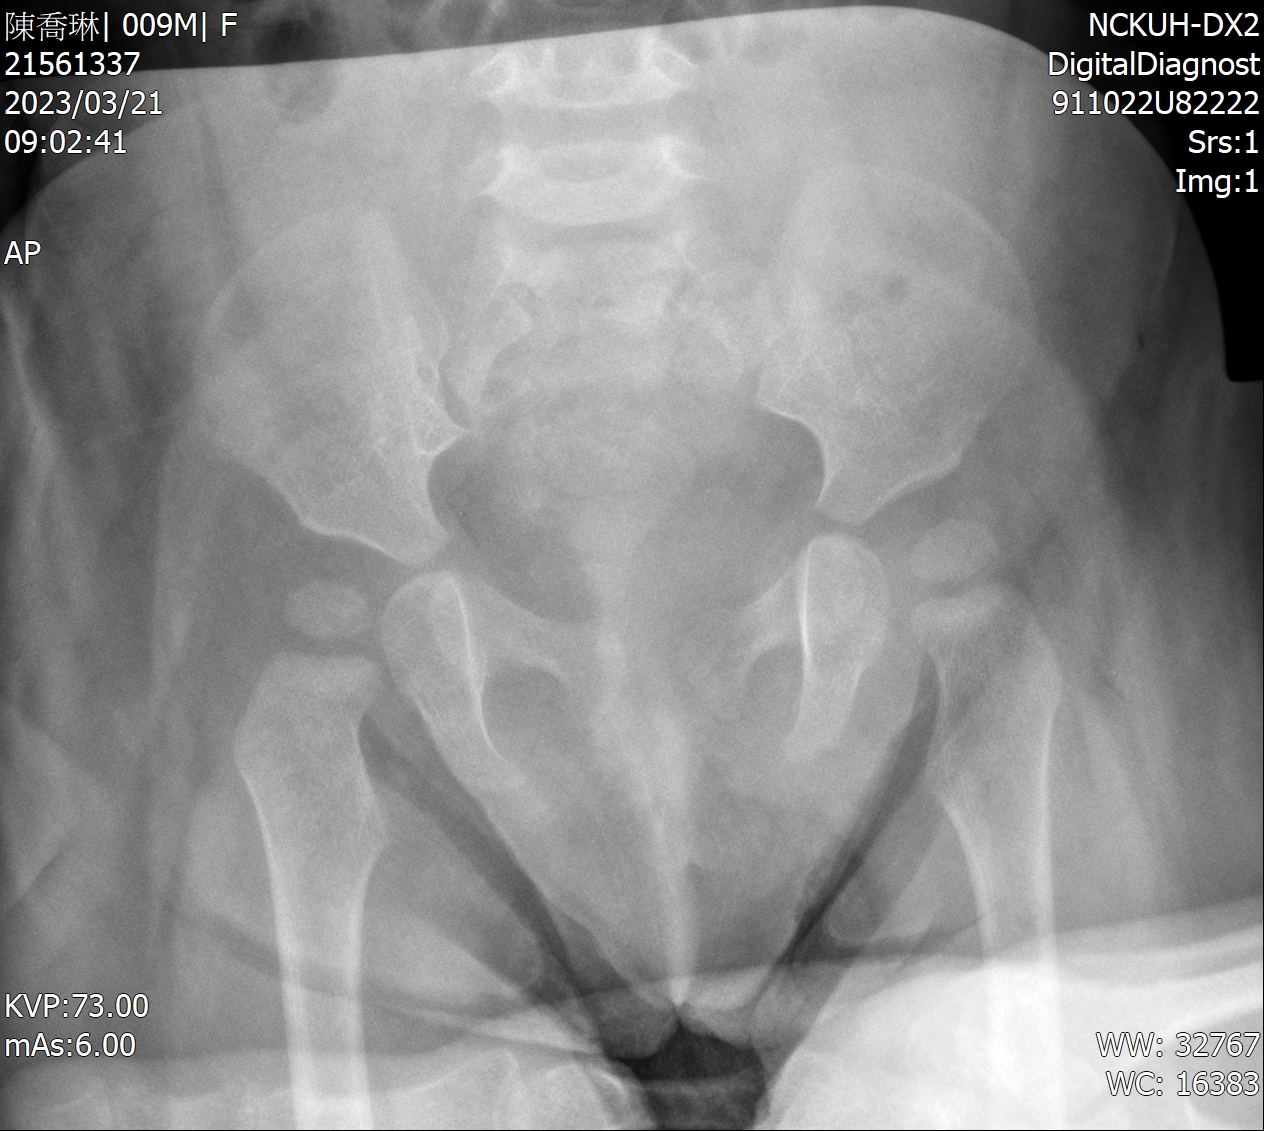 陳喬琳| 009M| F
21561337
2023/03/21
09:02:41
NCKUH-DX2
DigitalDiagnost
911022U82222
Srs:1
Img:1
AP
KVP:73.00
mAs:6.00
WW: 32767
WC: 16383